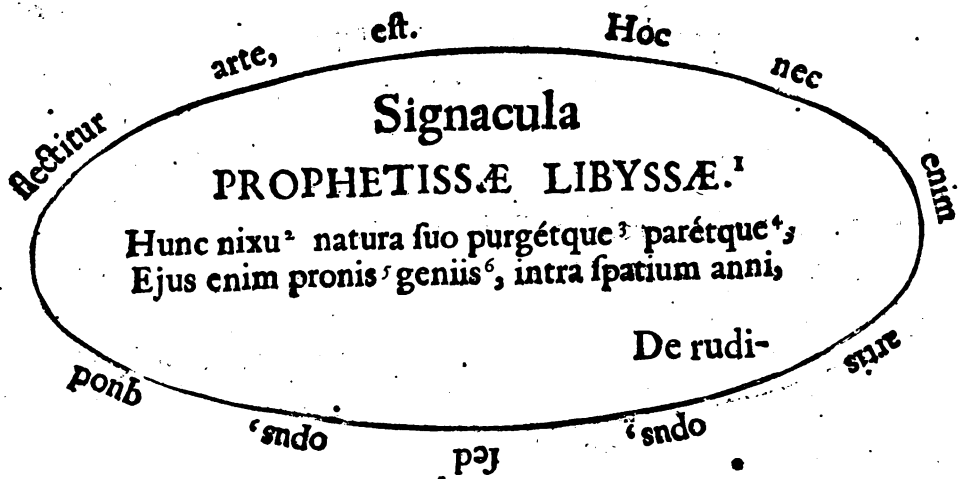 Hoc nec enim artis opus, sed opus, quod flectitur arte, est.
Signacula
PROPHETISSÆ LIBYSSÆ.¹
Hunc nixu² natura ſuo purgétque³ parétque⁴,
Ejus enim pronis⁵ geniis⁶, intra ſpatium anni,
De rudi-